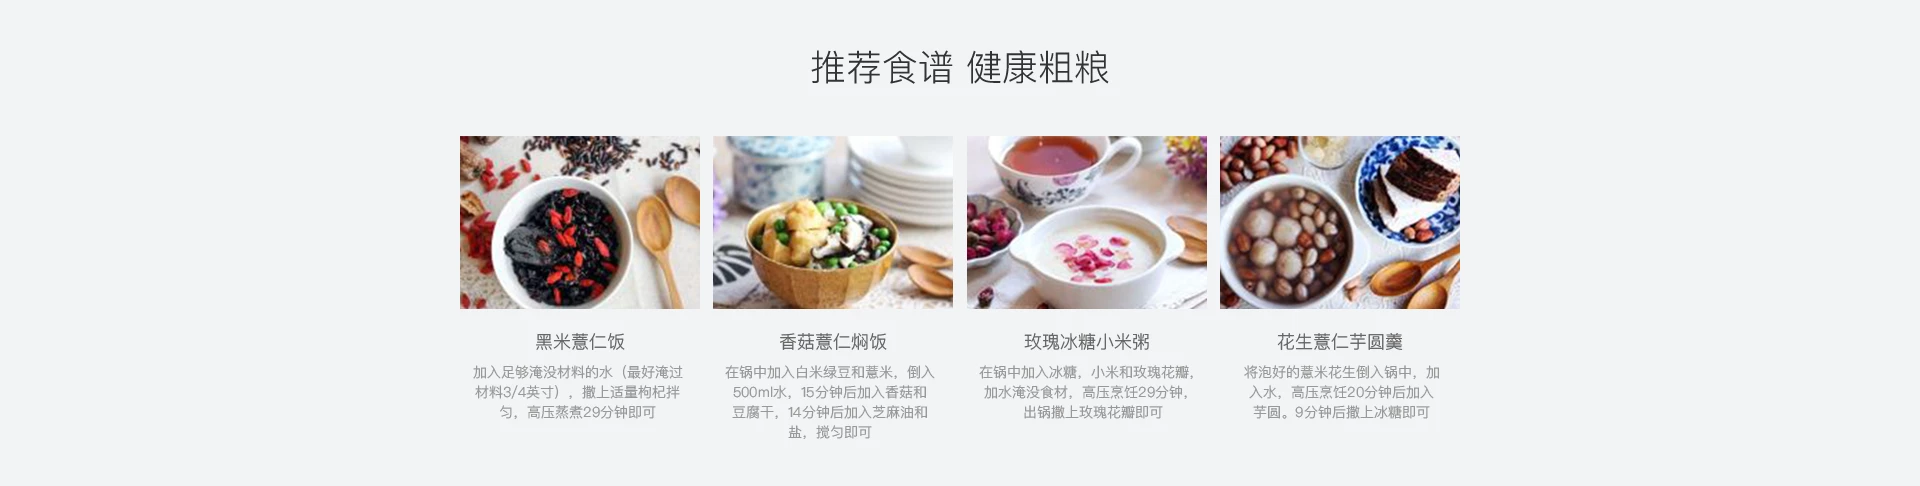 推荐食谱 健康粗粮
黑米薏仁饭
加入足够淹没材料的水（最好淹过
材料3/4英寸），撒上适量枸杞拌
匀，高压蒸煮29分钟即可
香菇薏仁焖饭
在锅中加入白米绿豆和薏米，倒入
500ml水，15分钟后加入香菇和
豆腐干，14分钟后加入芝麻油和
盐，搅匀即可
玫瑰冰糖小米粥
在锅中加入冰糖，小米和玫瑰花瓣，
加水淹没食材，高压烹饪29分钟，
出锅撒上玫瑰花瓣即可
花生薏仁芋圆羹
将泡好的薏米花生倒入锅中，加
入水，高压烹饪20分钟后加入
芋圆。9分钟后撒上冰糖即可